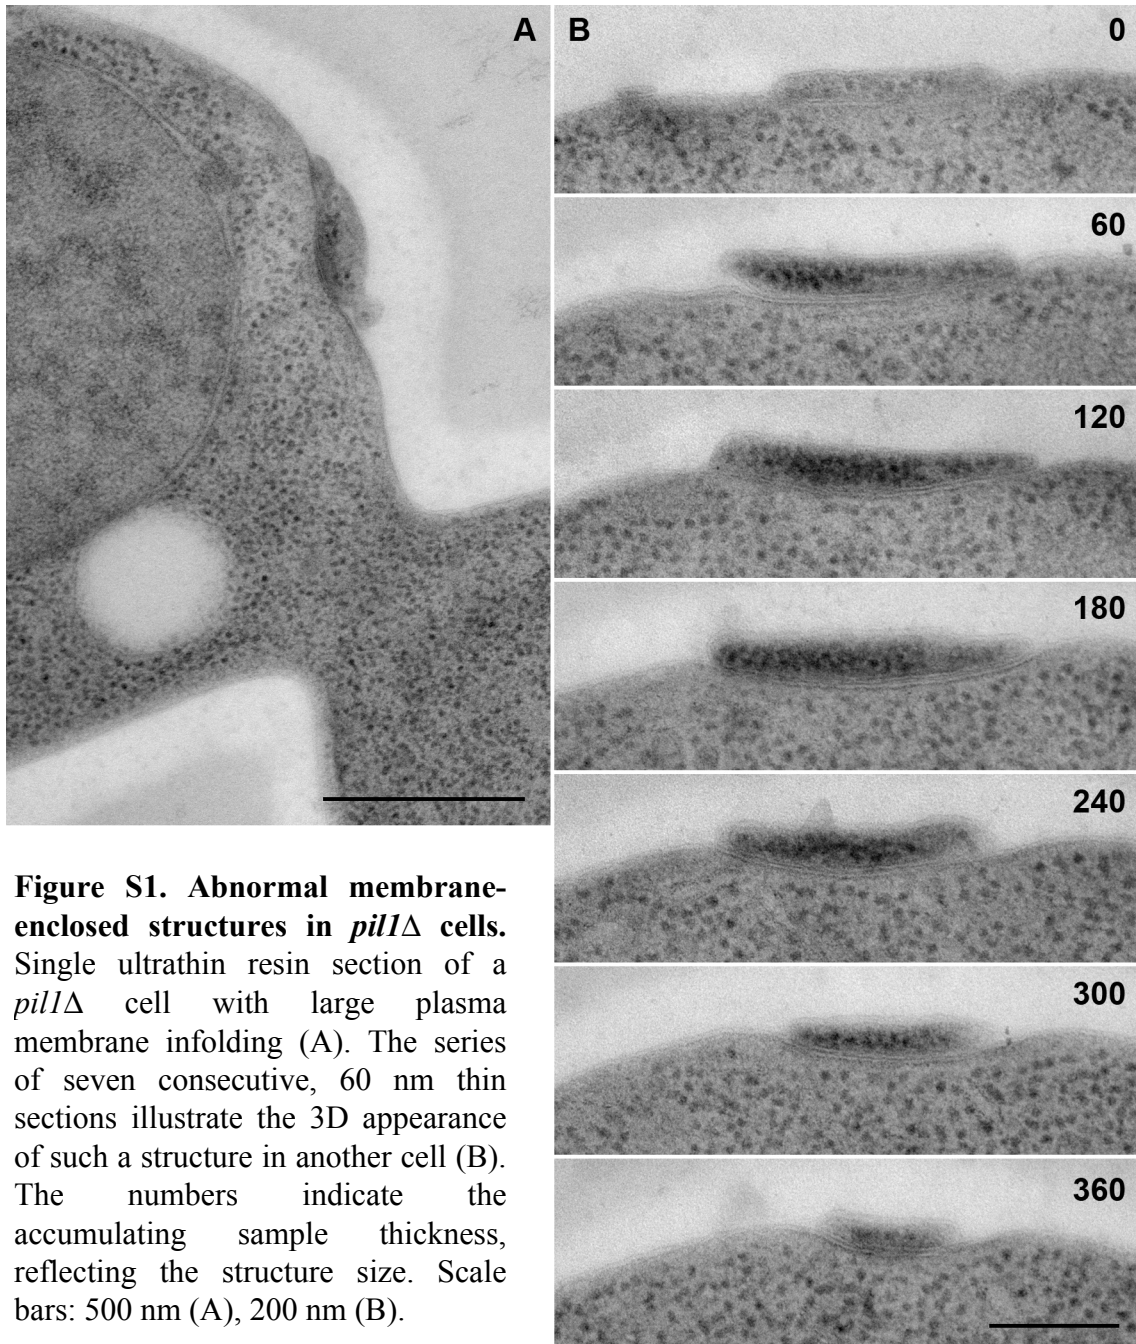 A
B
0
60
120
180
240
300
360
Figure S1. Abnormal membrane-
enclosed structures in pil1Δ cells.
Single ultrathin resin section of a
pil1Δ cell with large plasma
membrane infolding (A). The series
of seven consecutive, 60 nm thin
sections illustrate the 3D appearance
of such a structure in another cell (B).
The numbers indicate the
accumulating sample thickness,
reflecting the structure size. Scale
bars: 500 nm (A), 200 nm (B).